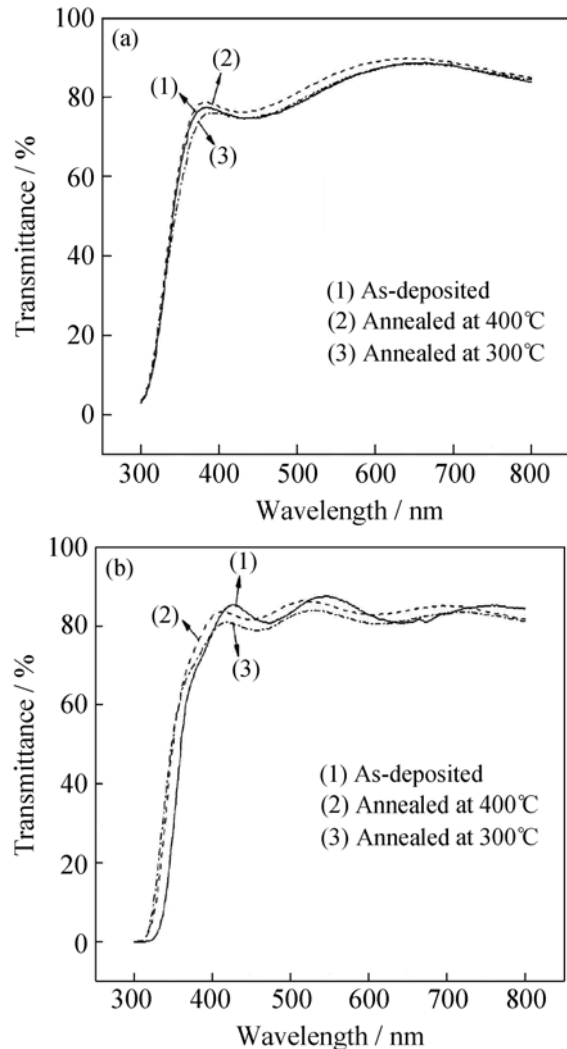 (a)
100
80
60
40
20
0
Transmittance / %
(1)
(2)
(3)
(1) As-deposited
(2) Annealed at 400℃
(3) Annealed at 300℃
300 400 500 600 700 800
Wavelength / nm
(b)
100
80
60
40
20
0
Transmittance / %
(1)
(2)
(3)
(1) As-deposited
(2) Annealed at 400℃
(3) Annealed at 300℃
300 400 500 600 700 800
Wavelength / nm